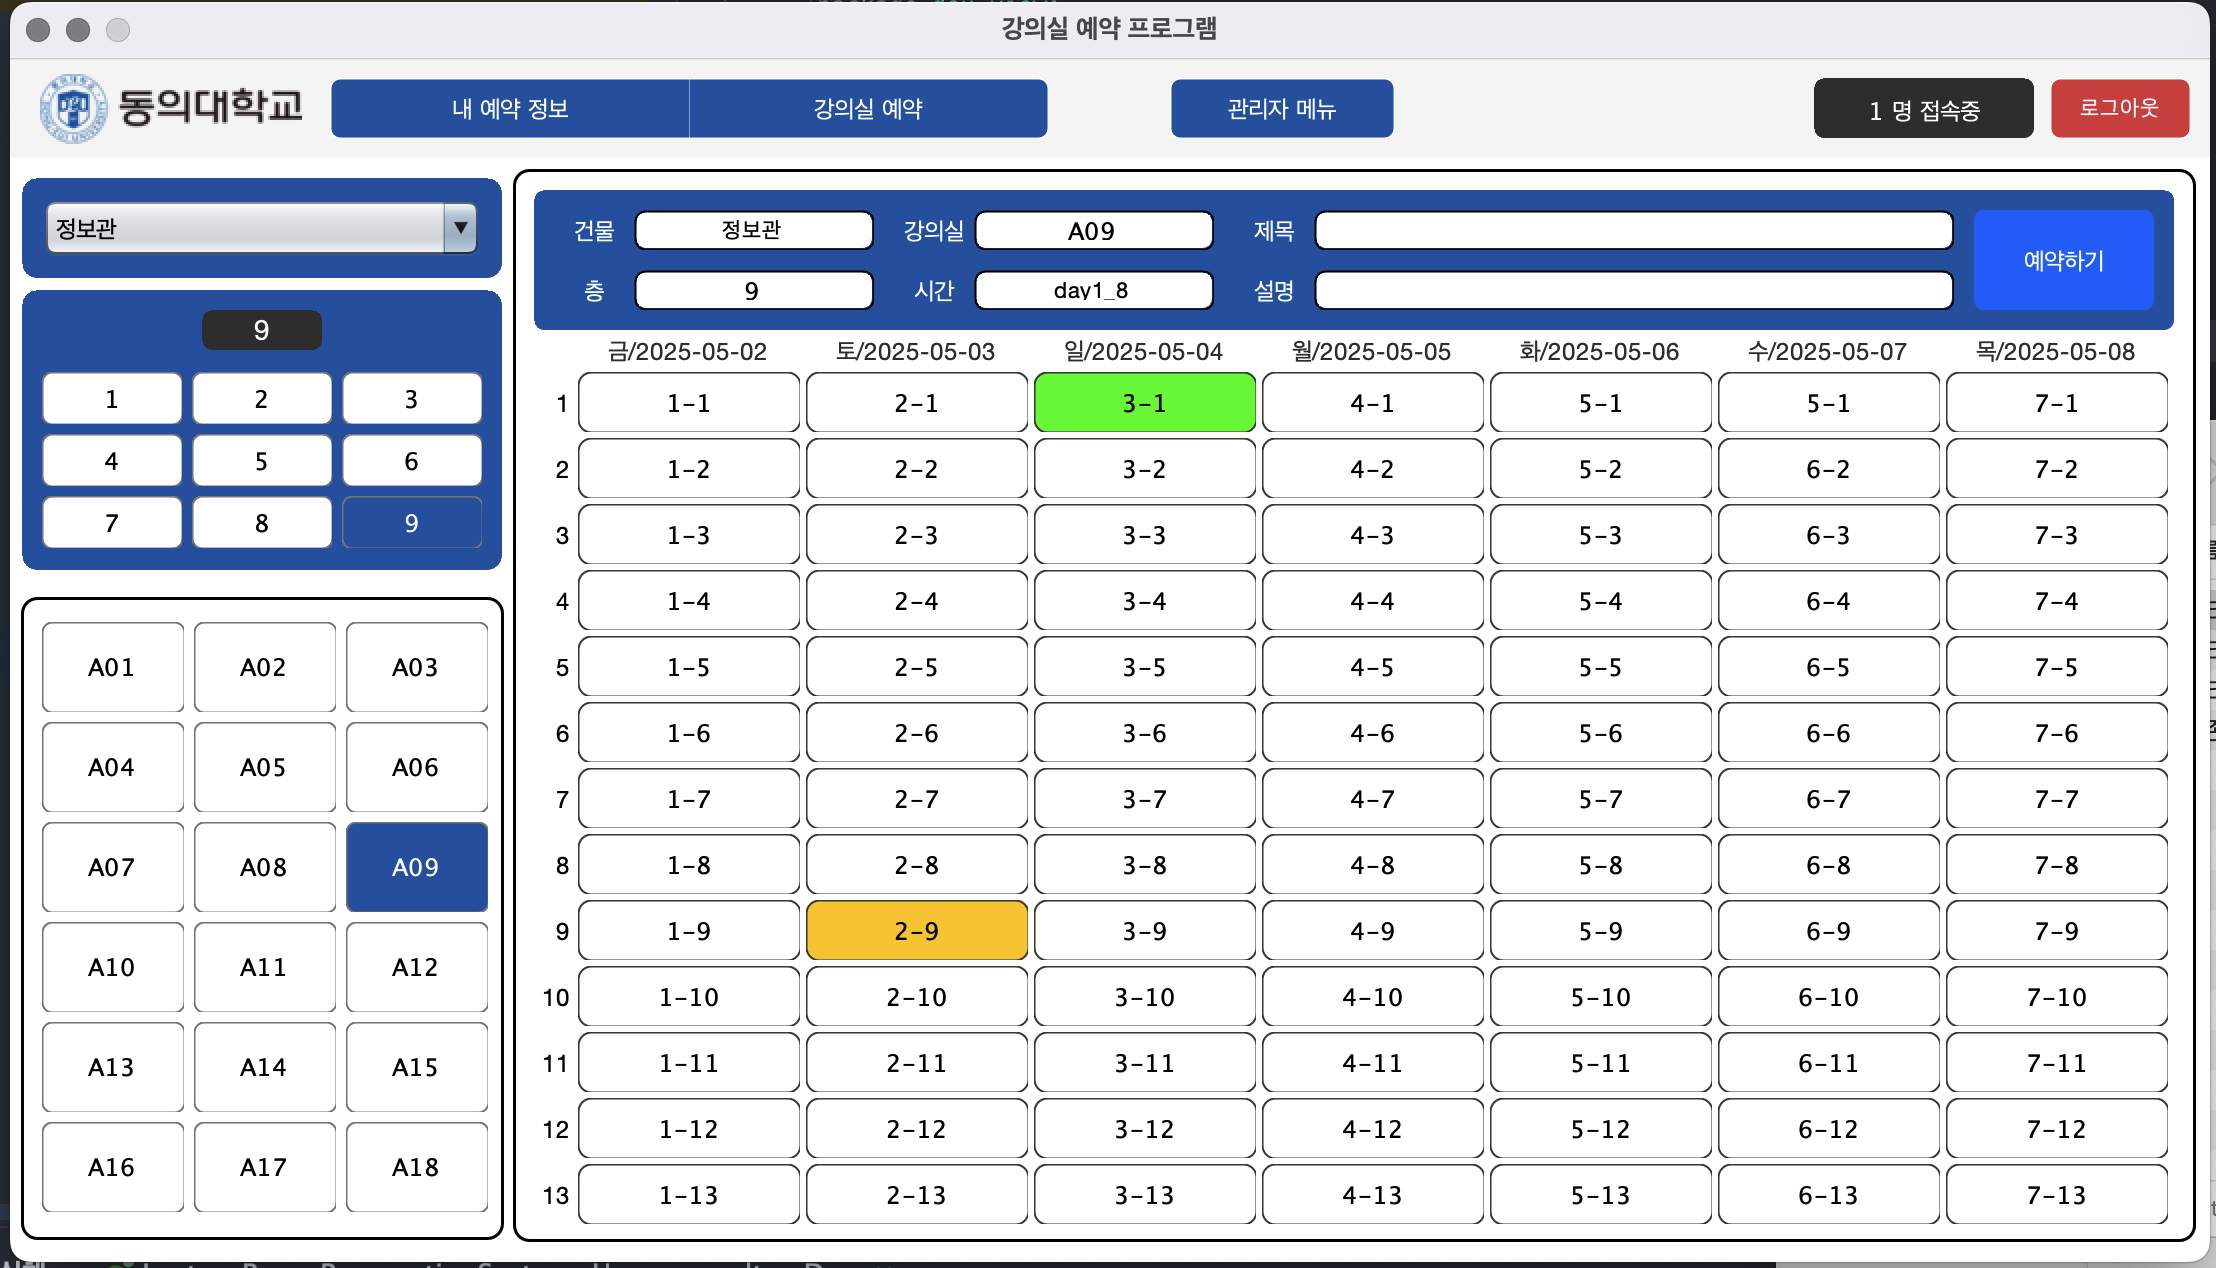 강의실 예약 프로그램
동의대학교 내 예약 정보 강의실 예약 관리자 메뉴 1 명 접속중 로그아웃
정보관
9
1 2 3
4 5 6
7 8 9
A01 A02 A03
A04 A05 A06
A07 A08 A09
A10 A11 A12
A13 A14 A15
A16 A17 A18
건물 정보관 강의실 A09 제목
층 9 시간 day1_8 설명
예약하기
금/2025-05-02 토/2025-05-03 일/2025-05-04 월/2025-05-05 화/2025-05-06 수/2025-05-07 목/2025-05-08
1 1-1 2-1 3-1 4-1 5-1 5-1 7-1
2 1-2 2-2 3-2 4-2 5-2 6-2 7-2
3 1-3 2-3 3-3 4-3 5-3 6-3 7-3
4 1-4 2-4 3-4 4-4 5-4 6-4 7-4
5 1-5 2-5 3-5 4-5 5-5 6-5 7-5
6 1-6 2-6 3-6 4-6 5-6 6-6 7-6
7 1-7 2-7 3-7 4-7 5-7 6-7 7-7
8 1-8 2-8 3-8 4-8 5-8 6-8 7-8
9 1-9 2-9 3-9 4-9 5-9 6-9 7-9
10 1-10 2-10 3-10 4-10 5-10 6-10 7-10
11 1-11 2-11 3-11 4-11 5-11 6-11 7-11
12 1-12 2-12 3-12 4-12 5-12 6-12 7-12
13 1-13 2-13 3-13 4-13 5-13 6-13 7-13